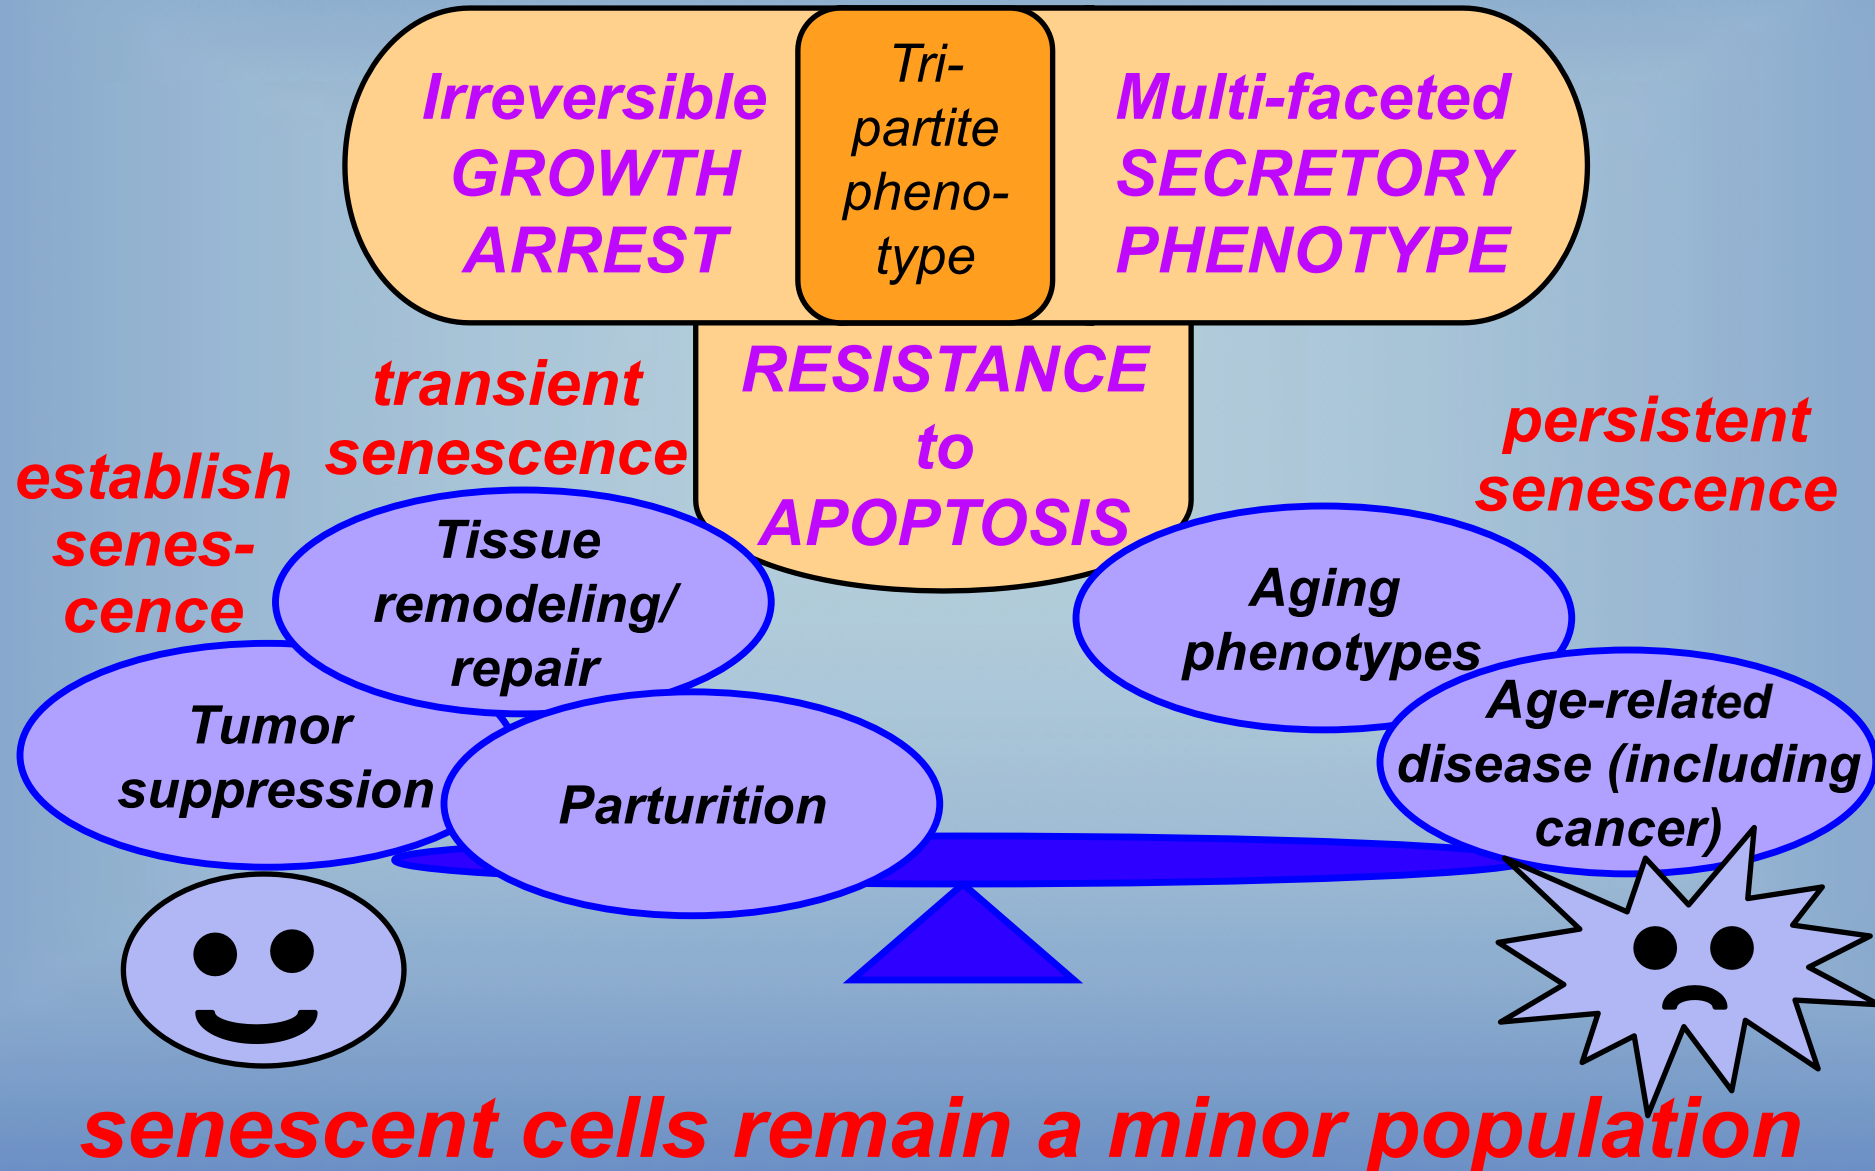 Irreversible
GROWTH
ARREST
Tri-
partite
pheno-
type
Multi-faceted
SECRETORY
PHENOTYPE
RESISTANCE
to
APOPTOSIS
transient
senescence
establish
senes-
cence
persistent
senescence
Tissue
remodeling/
repair
Tumor
suppression
Parturition
Aging
phenotypes
Age-related
disease (including
cancer)
senescent cells remain a minor population